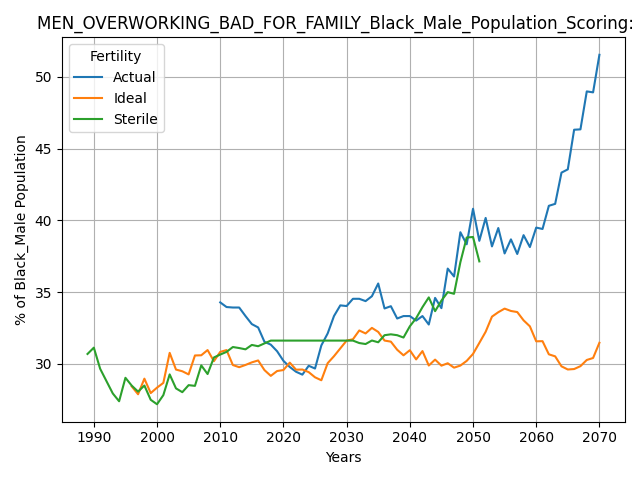 MEN_OVERWORKING_BAD_FOR_FAMILY_Black_Male_Population_Scoring:
Fertility
Actual
Ideal
Sterile
% of Black_Male Population
50
45
40
35
30
1990 2000 2010 2020 2030 2040 2050 2060 2070
Years